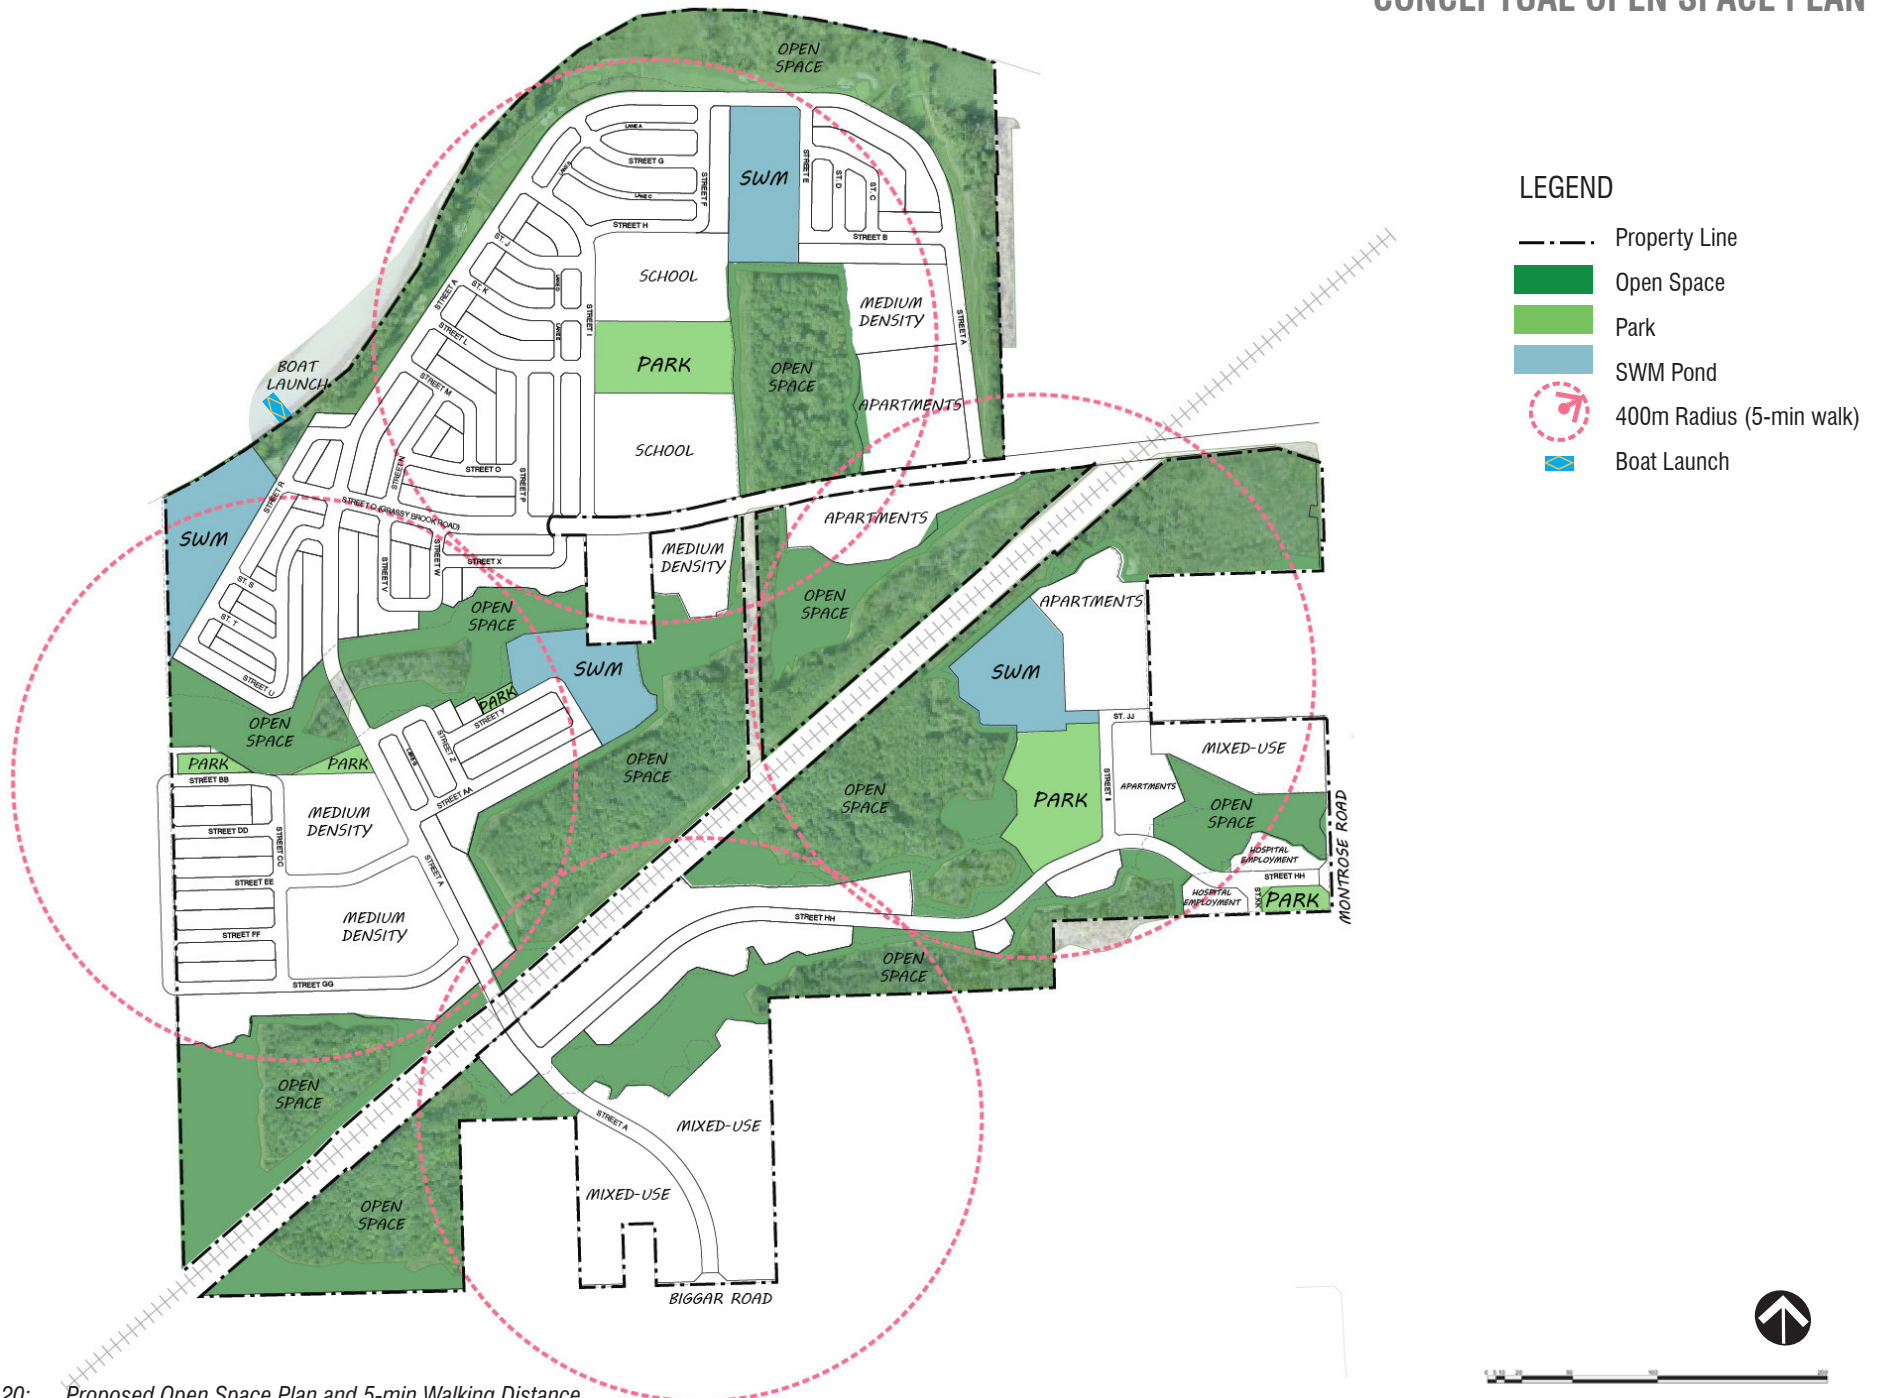 CONCEPTUAL OPEN SPACE PLAN
OPEN
SPACE
LANE A
STREET G
LANE C
STREET F
STREET H
SWM
STREET E
ST. D
ST. C
STREET B
ST. J
ST. K
STREET A
STREET L
STREET M
STREET I
SCHOOL
PARK
SCHOOL
OPEN
SPACE
MEDIUM
DENSITY
STREET A
APARTMENTS
BOAT
LAUNCH
STREET N
STREET O
STREET P
STREET R
STREET O (GRASSY BROOK ROAD)
SWM
STREET V
STREET W
STREET X
ST. S
ST. T
STREET U
MEDIUM
DENSITY
APARTMENTS
OPEN
SPACE
OPEN
SPACE
APARTMENTS
SWM
PARK
STREET Y
STREET Z
STREET AA
OPEN
SPACE
PARK
PARK
STREET BB
OPEN
SPACE
SWM
ST. JJ
MIXED-USE
PARK
STREET II
APARTMENTS
OPEN
SPACE
OPEN
SPACE
MONTROSE ROAD
HOSPITAL
EMPLOYMENT
STREET HH
HOSPITAL
EMPLOYMENT
PARK
MEDIUM
DENSITY
STREET DD
STREET CC
STREET EE
STREET A
STREET FF
MEDIUM
DENSITY
STREET GG
STREET HH
OPEN
SPACE
OPEN
SPACE
OPEN
SPACE
STREET A
MIXED-USE
MIXED-USE
BIGGAR ROAD
LEGEND
Property Line
Open Space
Park
SWM Pond
400m Radius (5-min walk)
Boat Launch
20: Proposed Open Space Plan and 5-min Walking Distance